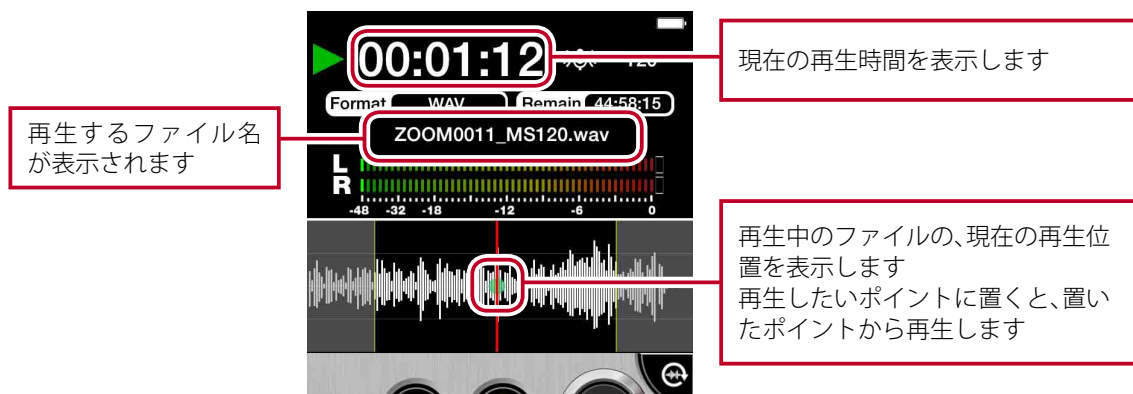 00:01:12
120
現在の再生時間を表示します
Format WAV Remain 44:58:15
再生するファイル名
が表示されます
ZOOM0011_MS120.wav
L
R
-48 -32 -18 -12 -6 0
再生中のファイルの、現在の再生位
置を表示します
再生したいポイントに置くと、置い
たポイントから再生します